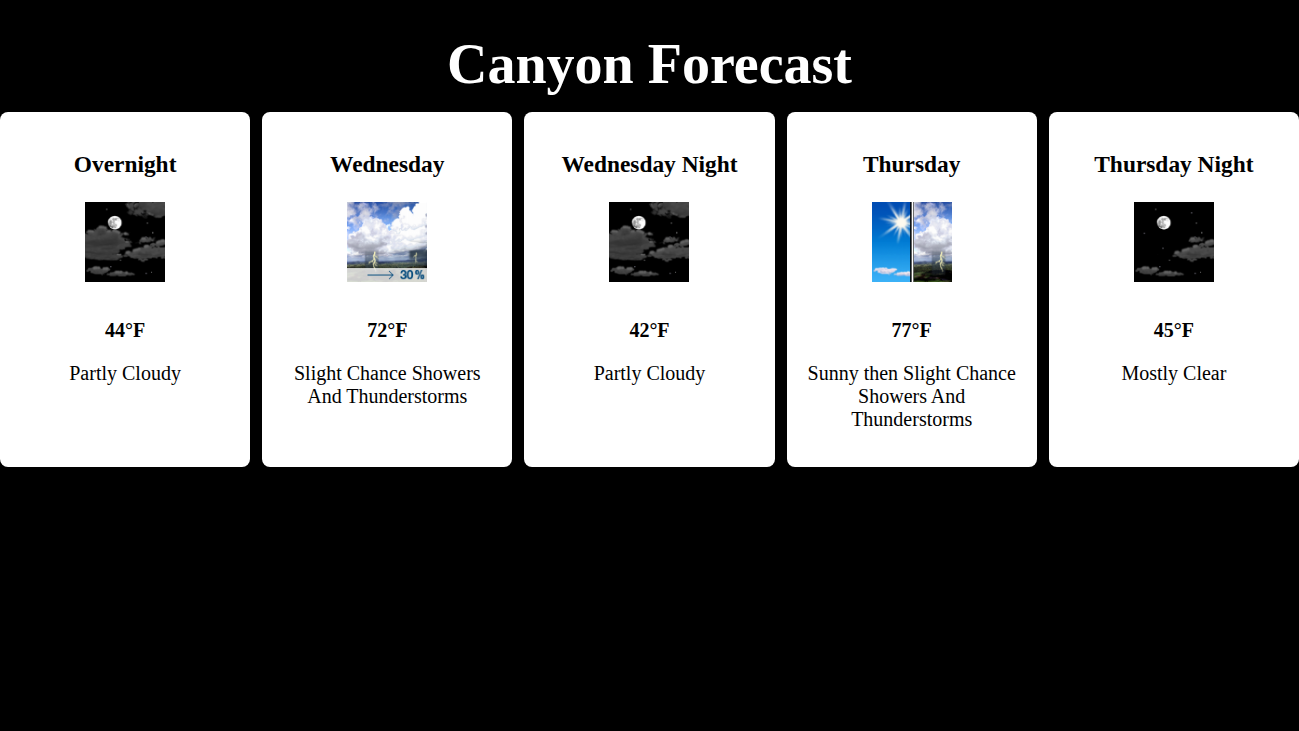 Canyon Forecast
Overnight
44°F
Partly Cloudy
Wednesday
30%
72°F
Slight Chance Showers
And Thunderstorms
Wednesday Night
42°F
Partly Cloudy
Thursday
77°F
Sunny then Slight Chance
Showers And
Thunderstorms
Thursday Night
45°F
Mostly Clear